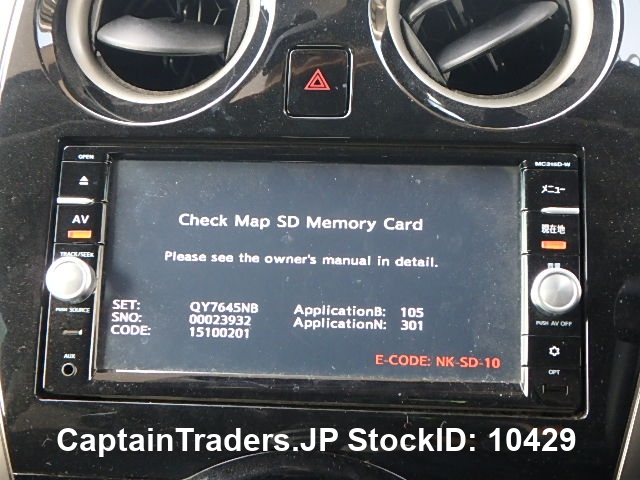 OPEN
MC315D-W
メニュー
AV
現在地
TRACK/SEEK
音量
PUSH SOURCE
PUSH AV OFF
AUX
OPT
Check Map SD Memory Card
Please see the owner's manual in detail.
SET: QY7645NB ApplicationB: 105
SNO: 00023932 ApplicationN: 301
CODE: 15100201
E-CODE: NK-SD-10
CaptainTraders.JP StockID: 10429